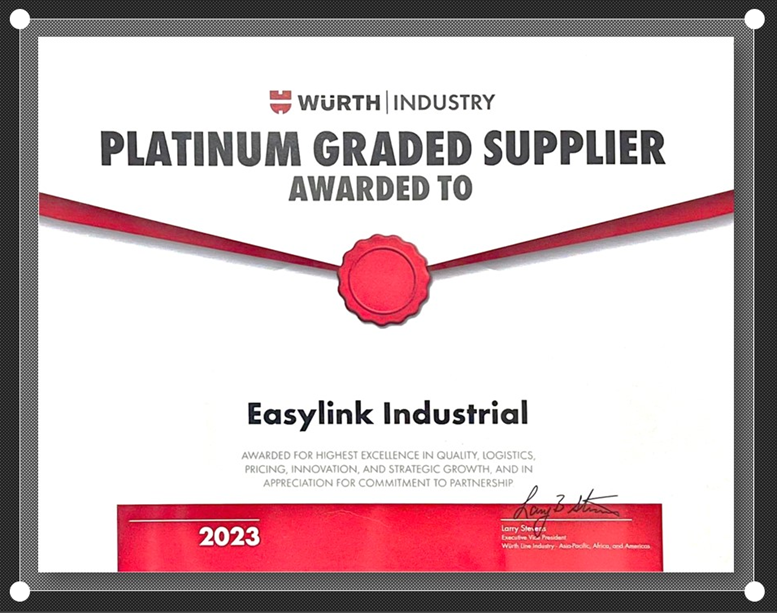 WÜRTH | INDUSTRY
PLATINUM GRADED SUPPLIER
AWARDED TO
Easylink Industrial
AWARDED FOR HIGHEST EXCELLENCE IN QUALITY, LOGISTICS,
PRICING, INNOVATION, AND STRATEGIC GROWTH, AND IN
APPRECIATION FOR COMMITMENT TO PARTNERSHIP
Larry B Stevens
2023
Larry Stevens
Executive Vice President
Würth Line Industry - Asia-Pacific, Africa, and Americas